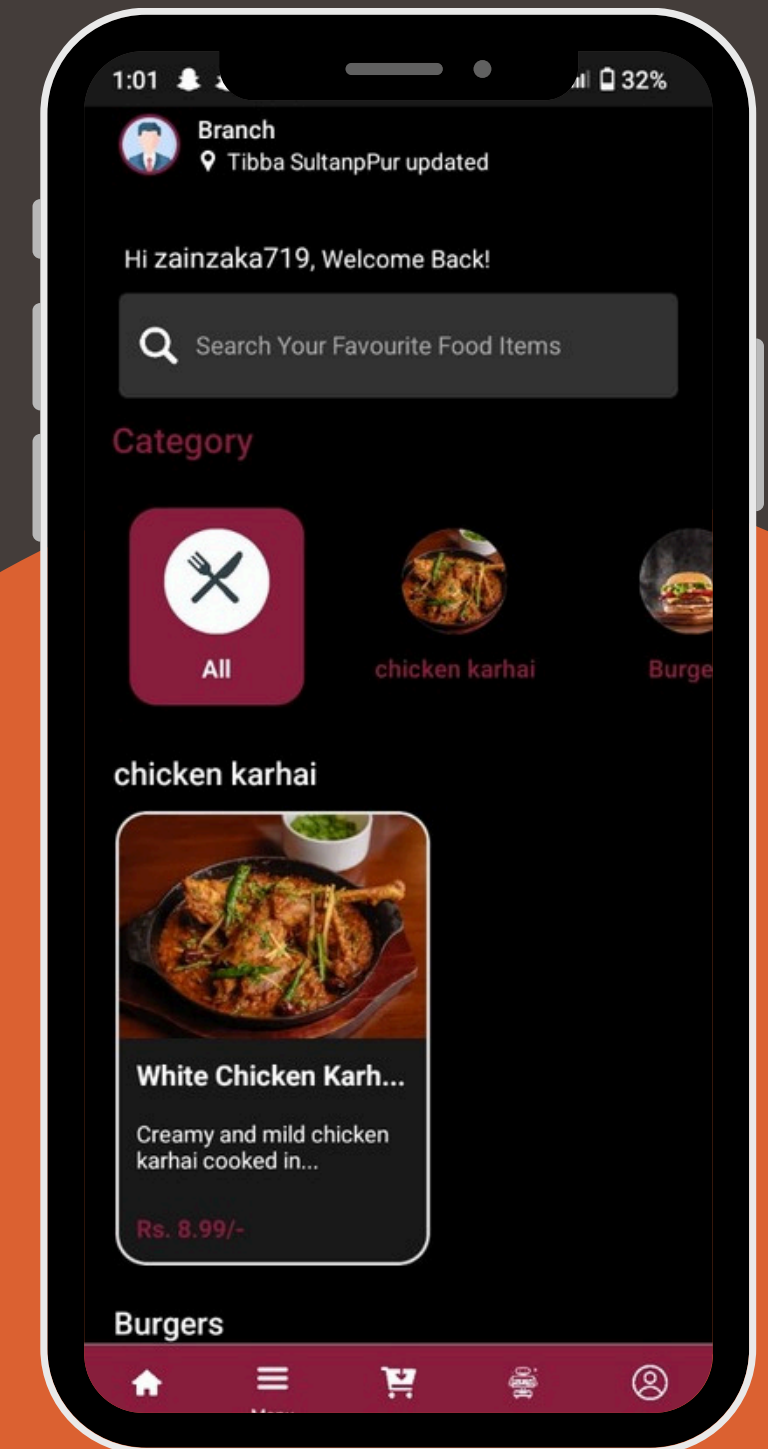 1:01
32%
Branch
Tibba SultanpPur updated
Hi zainzaka719, Welcome Back!
Search Your Favourite Food Items
Category
All
chicken karhai
Burge
chicken karhai
White Chicken Karh...
Creamy and mild chicken
karhai cooked in...
Rs. 8.99/-
Burgers